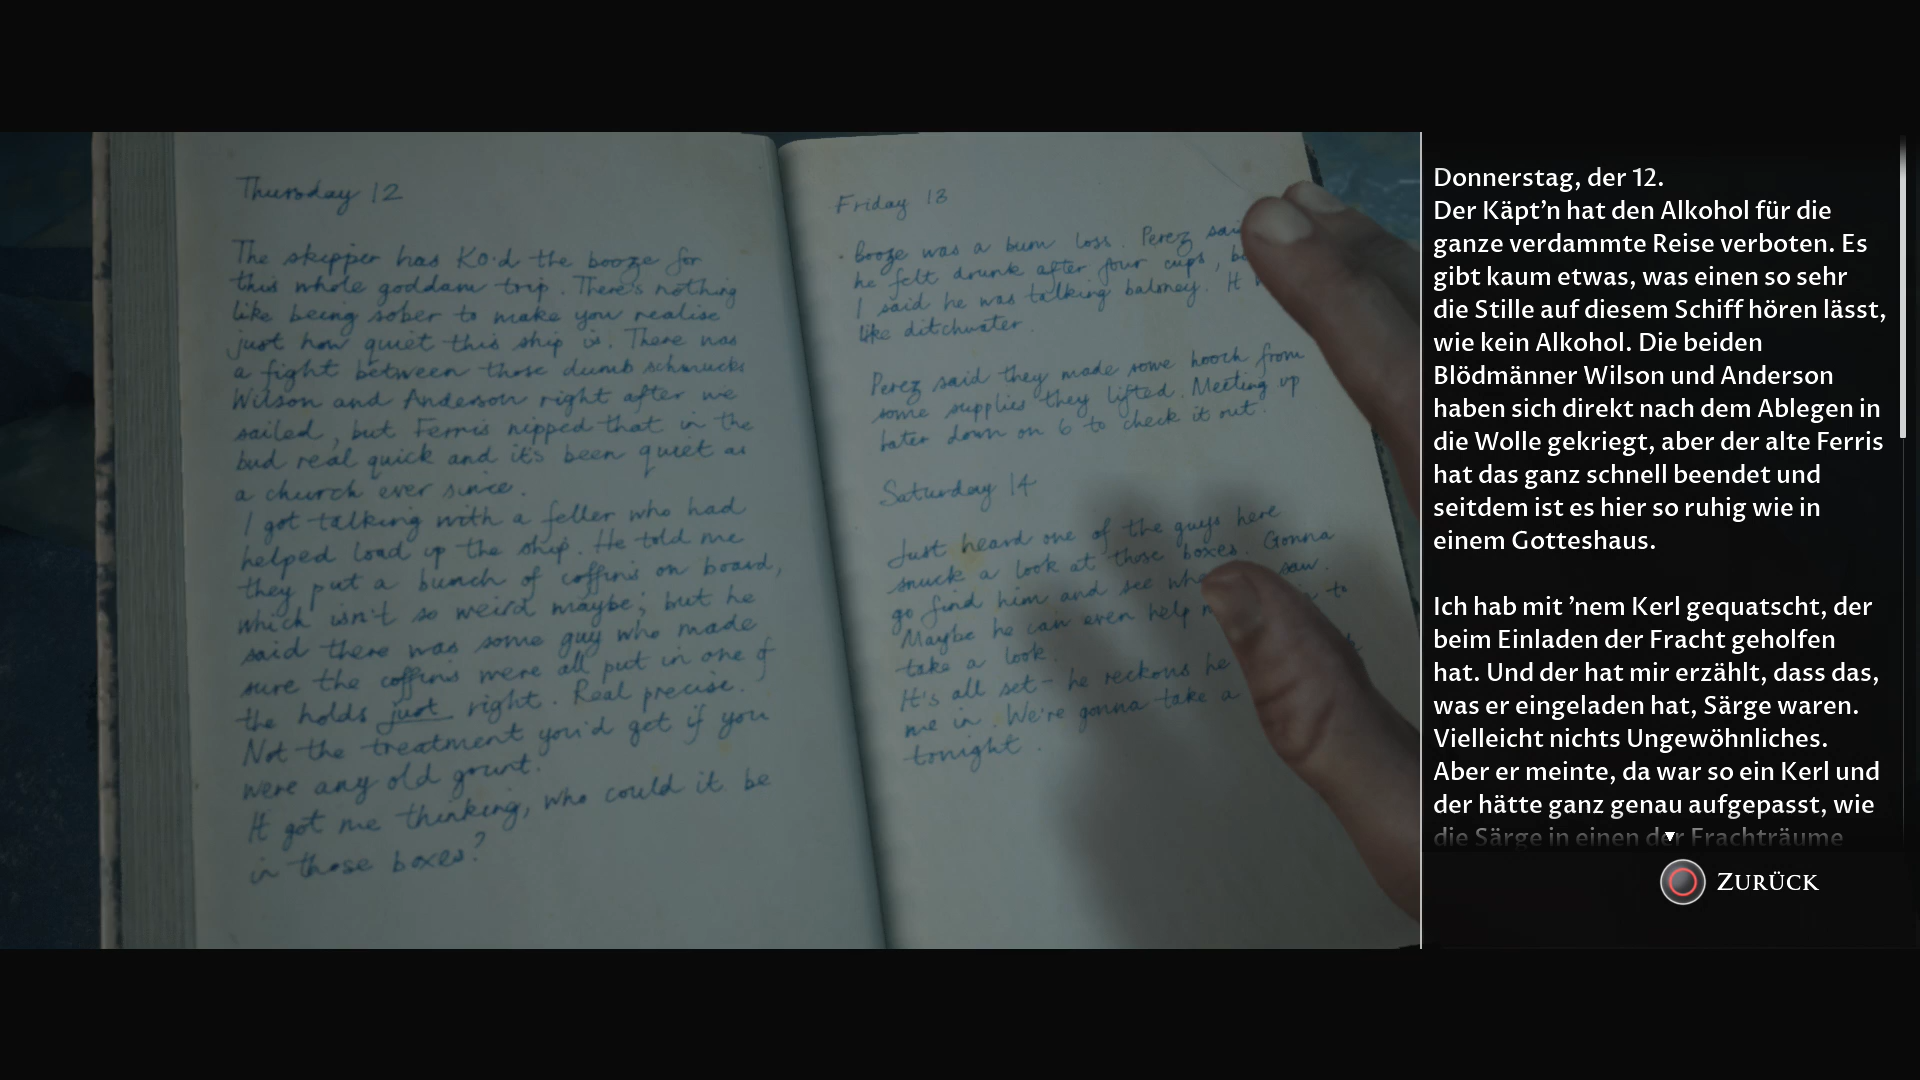 Thursday 12
The skipper has KO.d the booze for
this whole goddam trip. There's nothing
like being sober to make you realise
just how quiet this ship is. There was
a fight between those dumb schmucks
Wilson and Anderson right after we
sailed, but Ferris nipped that in the
bud real quick and it's been quiet as
a church ever since.
I got talking with a feller who had
helped load up the ship. He told me
they put a bunch of coffins on board,
which isn't so weird maybe, but he
said there was some guy who made
sure the coffins were all put in one of
the holds just right. Real precise.
Not the treatment you'd get if you
were any old grunt.
It got me thinking, who could it be
in those boxes?
Friday 13
Booze was a bum loss. Perez
he felt drunk after four cups,
I said he was talking baloney. It
like ditchwater.
Perez said they made some hooch from
some supplies they lifted. Meeting up
later down on 6 to check it out.
Saturday 14
Just heard one of the guys here
snuck a look at those boxes. Gonna
go find him and see saw.
Maybe he can even help to
take a look.
It's all set - he reckons he
me in. We're gonna take a
tonight.
Donnerstag, der 12.
Der Käpt'n hat den Alkohol für die
ganze verdammte Reise verboten. Es
gibt kaum etwas, was einen so sehr
die Stille auf diesem Schiff hören lässt,
wie kein Alkohol. Die beiden
Blödmänner Wilson und Anderson
haben sich direkt nach dem Ablegen in
die Wolle gekriegt, aber der alte Ferris
hat das ganz schnell beendet und
seitdem ist es hier so ruhig wie in
einem Gotteshaus.
Ich hab mit 'nem Kerl gequatscht, der
beim Einladen der Fracht geholfen
hat. Und der hat mir erzählt, dass das,
was er eingeladen hat, Särge waren.
Vielleicht nichts Ungewöhnliches.
Aber er meinte, da war so ein Kerl und
der hätte ganz genau aufgepasst, wie
die Särge in einen der Frachträume
ZURÜCK